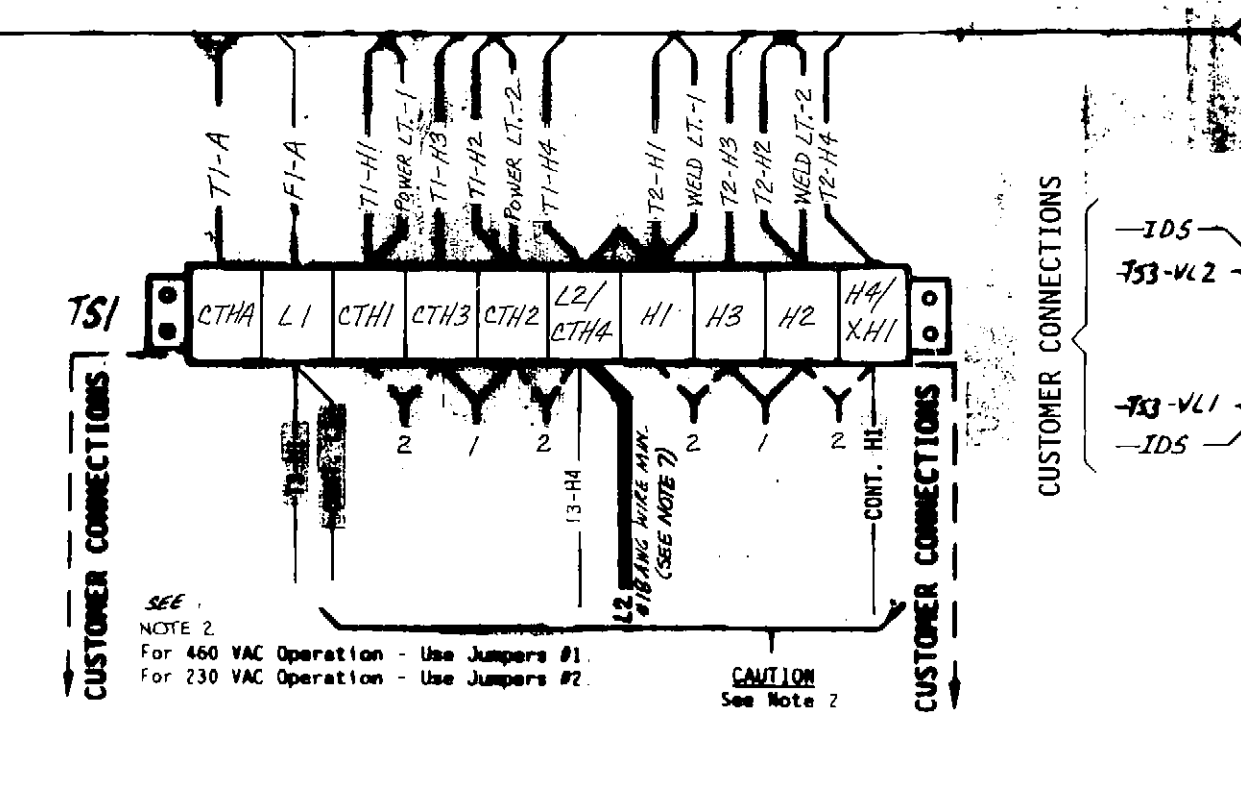 T1-A
F1-A
T1-H1
POWER LT.-1
T1-H3
T1-H2
POWER LT.-2
T1-H4
T2-H1
WELD LT.-1
T2-H3
T2-H2
WELD LT.-2
T2-H4
TS1
CTHA
L1
CTH1
CTH3
CTH2
L2/
CTH4
H1
H3
H2
H4/
XH1
2
1
2
2
1
2
13-H4
L2
#18 AWG WIRE MIN.
(SEE NOTE 7)
CONT. HI
CUSTOMER CONNECTIONS
CUSTOMER CONNECTIONS
SEE
NOTE 2
For 460 VAC Operation - Use Jumpers #1.
For 230 VAC Operation - Use Jumpers #2.
CAUTION
See Note 2
CUSTOMER CONNECTIONS
IDS
TS3-VL2
TS3-VL1
IDS